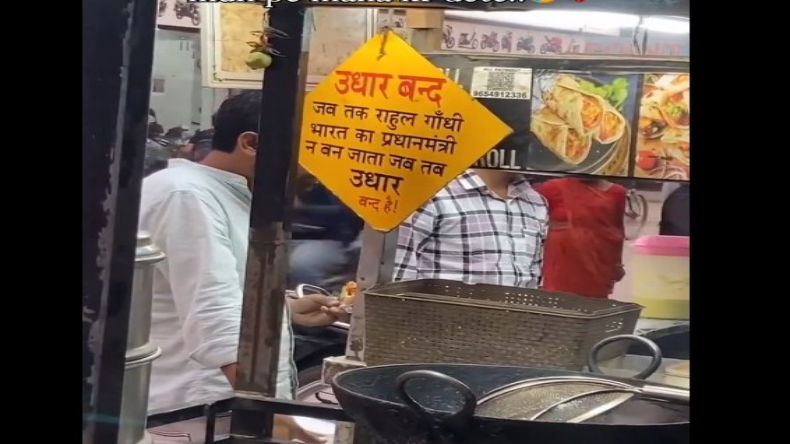 उधार बन्द
जब तक राहुल गाँधी
भारत का प्रधानमंत्री
न बन जाता जब तब
उधार
बन्द है!
9654912336
ROLL